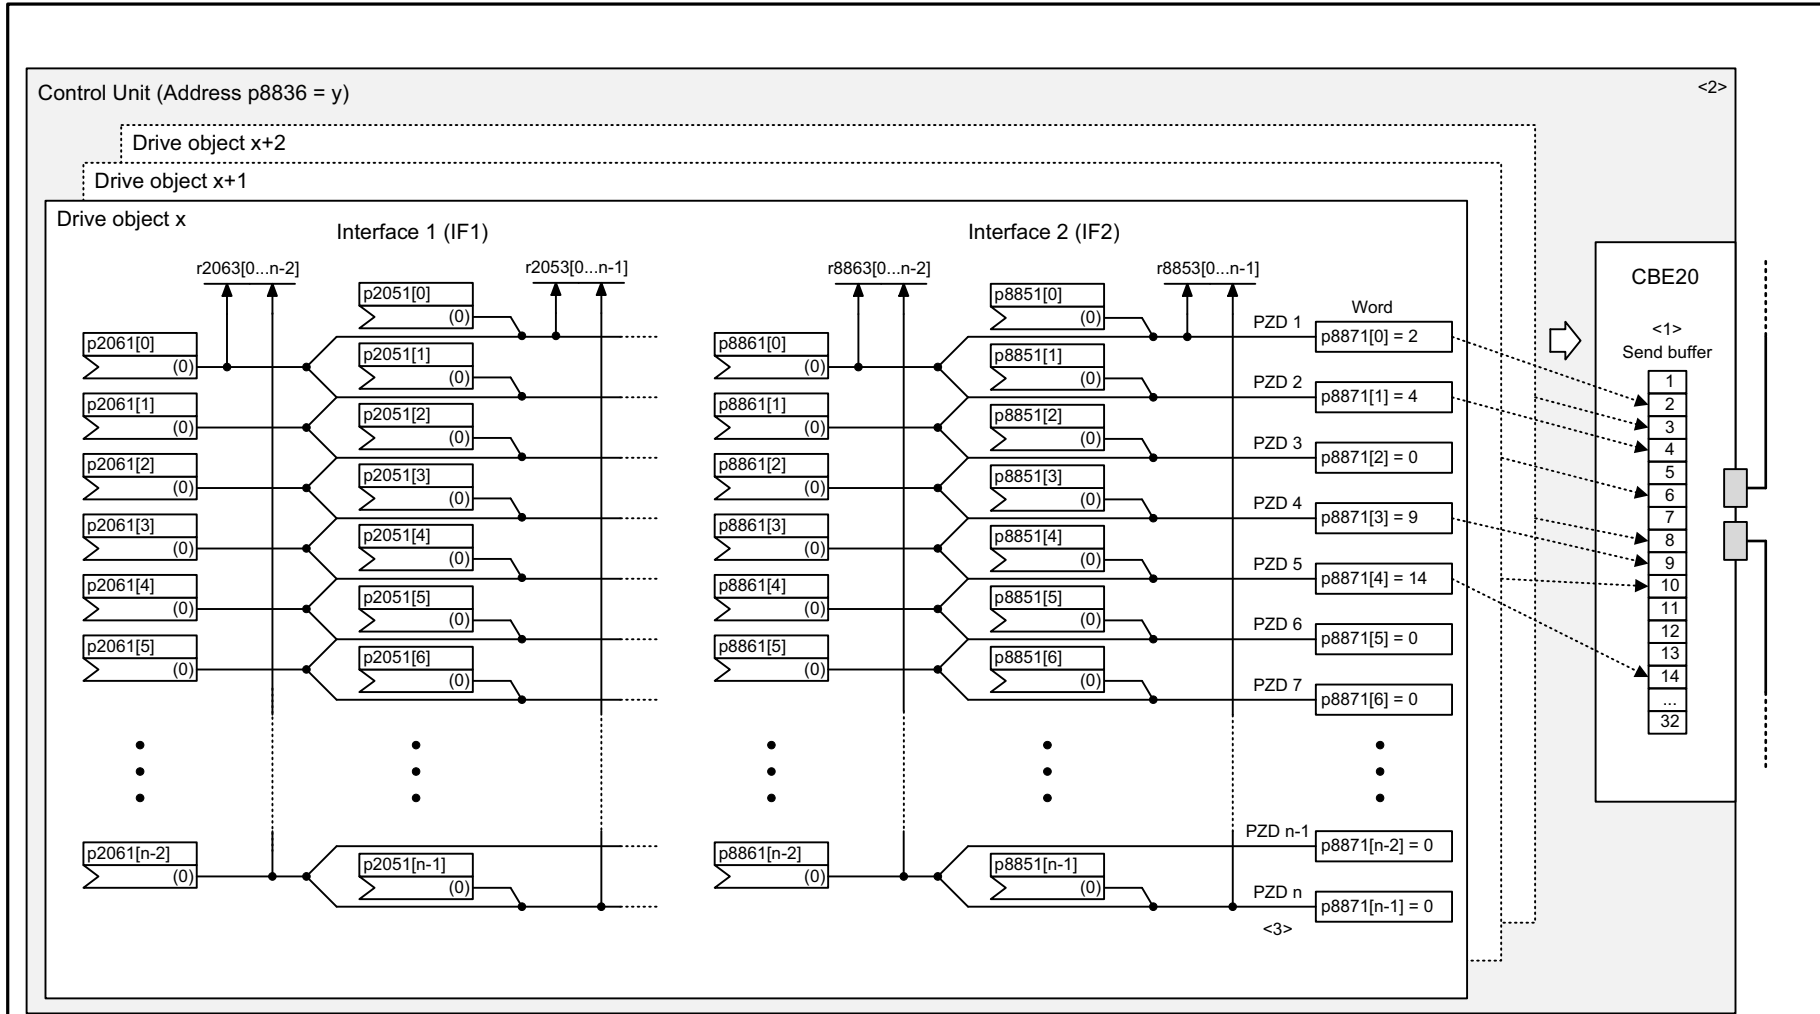 Control Unit (Address p8836 = y)
<2>
Drive object x+2
Drive object x+1
Drive object x
Interface 1 (IF1)
Interface 2 (IF2)
r2063[0...n-2]
r2053[0...n-1]
r8863[0...n-2]
r8853[0...n-1]
p2061[0]
(0)
p2061[1]
(0)
p2061[2]
(0)
p2061[3]
(0)
p2061[4]
(0)
p2061[5]
(0)
p2061[n-2]
(0)
p2051[0]
(0)
p2051[1]
(0)
p2051[2]
(0)
p2051[3]
(0)
p2051[4]
(0)
p2051[5]
(0)
p2051[6]
(0)
p2051[n-1]
(0)
p8861[0]
(0)
p8861[1]
(0)
p8861[2]
(0)
p8861[3]
(0)
p8861[4]
(0)
p8861[5]
(0)
p8861[n-2]
(0)
p8851[0]
(0)
p8851[1]
(0)
p8851[2]
(0)
p8851[3]
(0)
p8851[4]
(0)
p8851[5]
(0)
p8851[6]
(0)
p8851[n-1]
(0)
Word
PZD 1 p8871[0] = 2
PZD 2 p8871[1] = 4
PZD 3 p8871[2] = 0
PZD 4 p8871[3] = 9
PZD 5 p8871[4] = 14
PZD 6 p8871[5] = 0
PZD 7 p8871[6] = 0
PZD n-1 p8871[n-2] = 0
PZD n p8871[n-1] = 0
<3>
CBE20
<1>
Send buffer
1
2
3
4
5
6
7
8
9
10
11
12
13
14
...
32